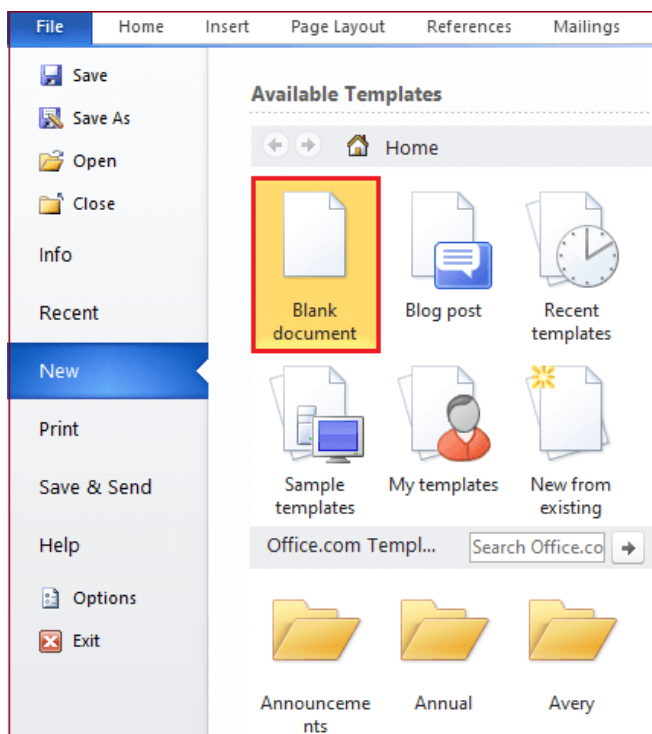 File Home Insert Page Layout References Mailings
Save
Save As
Open
Close
Info
Recent
New
Print
Save & Send
Help
Options
Exit
Available Templates
Home
Blank
document
Blog post
Recent
templates
Sample
templates
My templates
New from
existing
Office.com Templ... Search Office.co
Announceme
nts
Annual
Avery